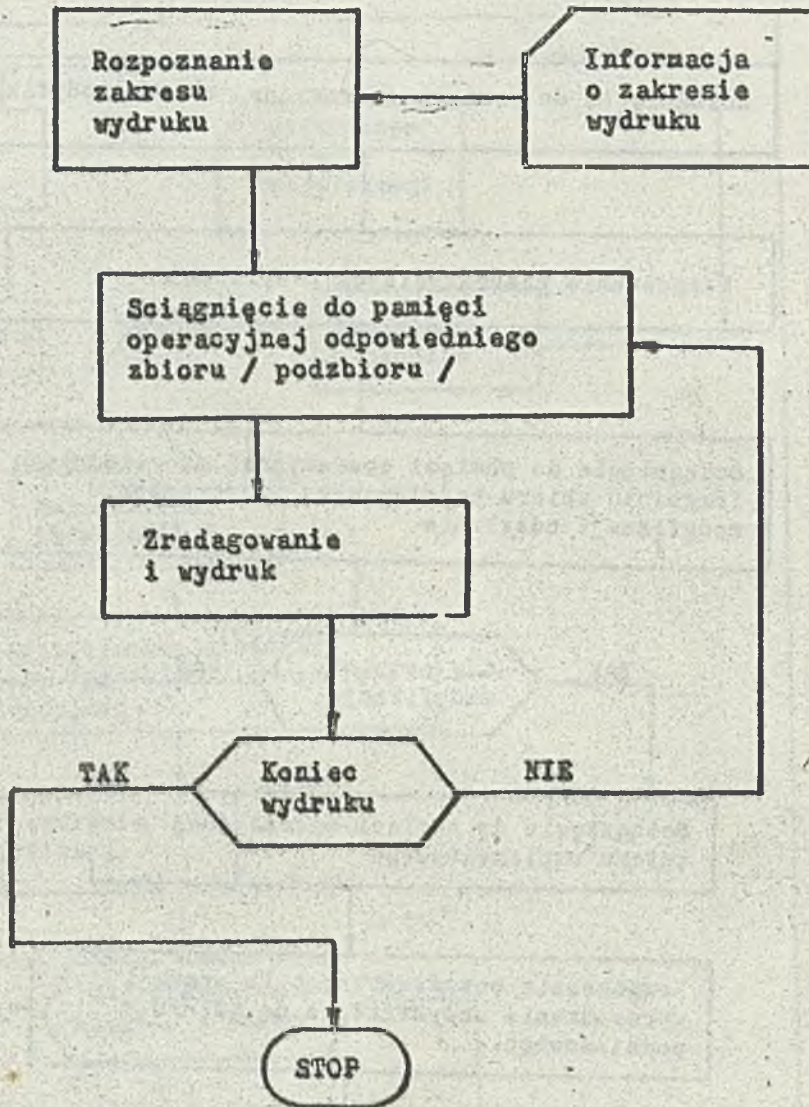 Rozpoznanie
zakresu
wydruku
Informacja
o zakresie
wydruku
Sciągnięcie do pamięci
operacyjnej odpowiedniego
zbioru / podzbioru /
Zredagowanie
i wydruk
TAK
Koniec
wydruku
NIE
STOP